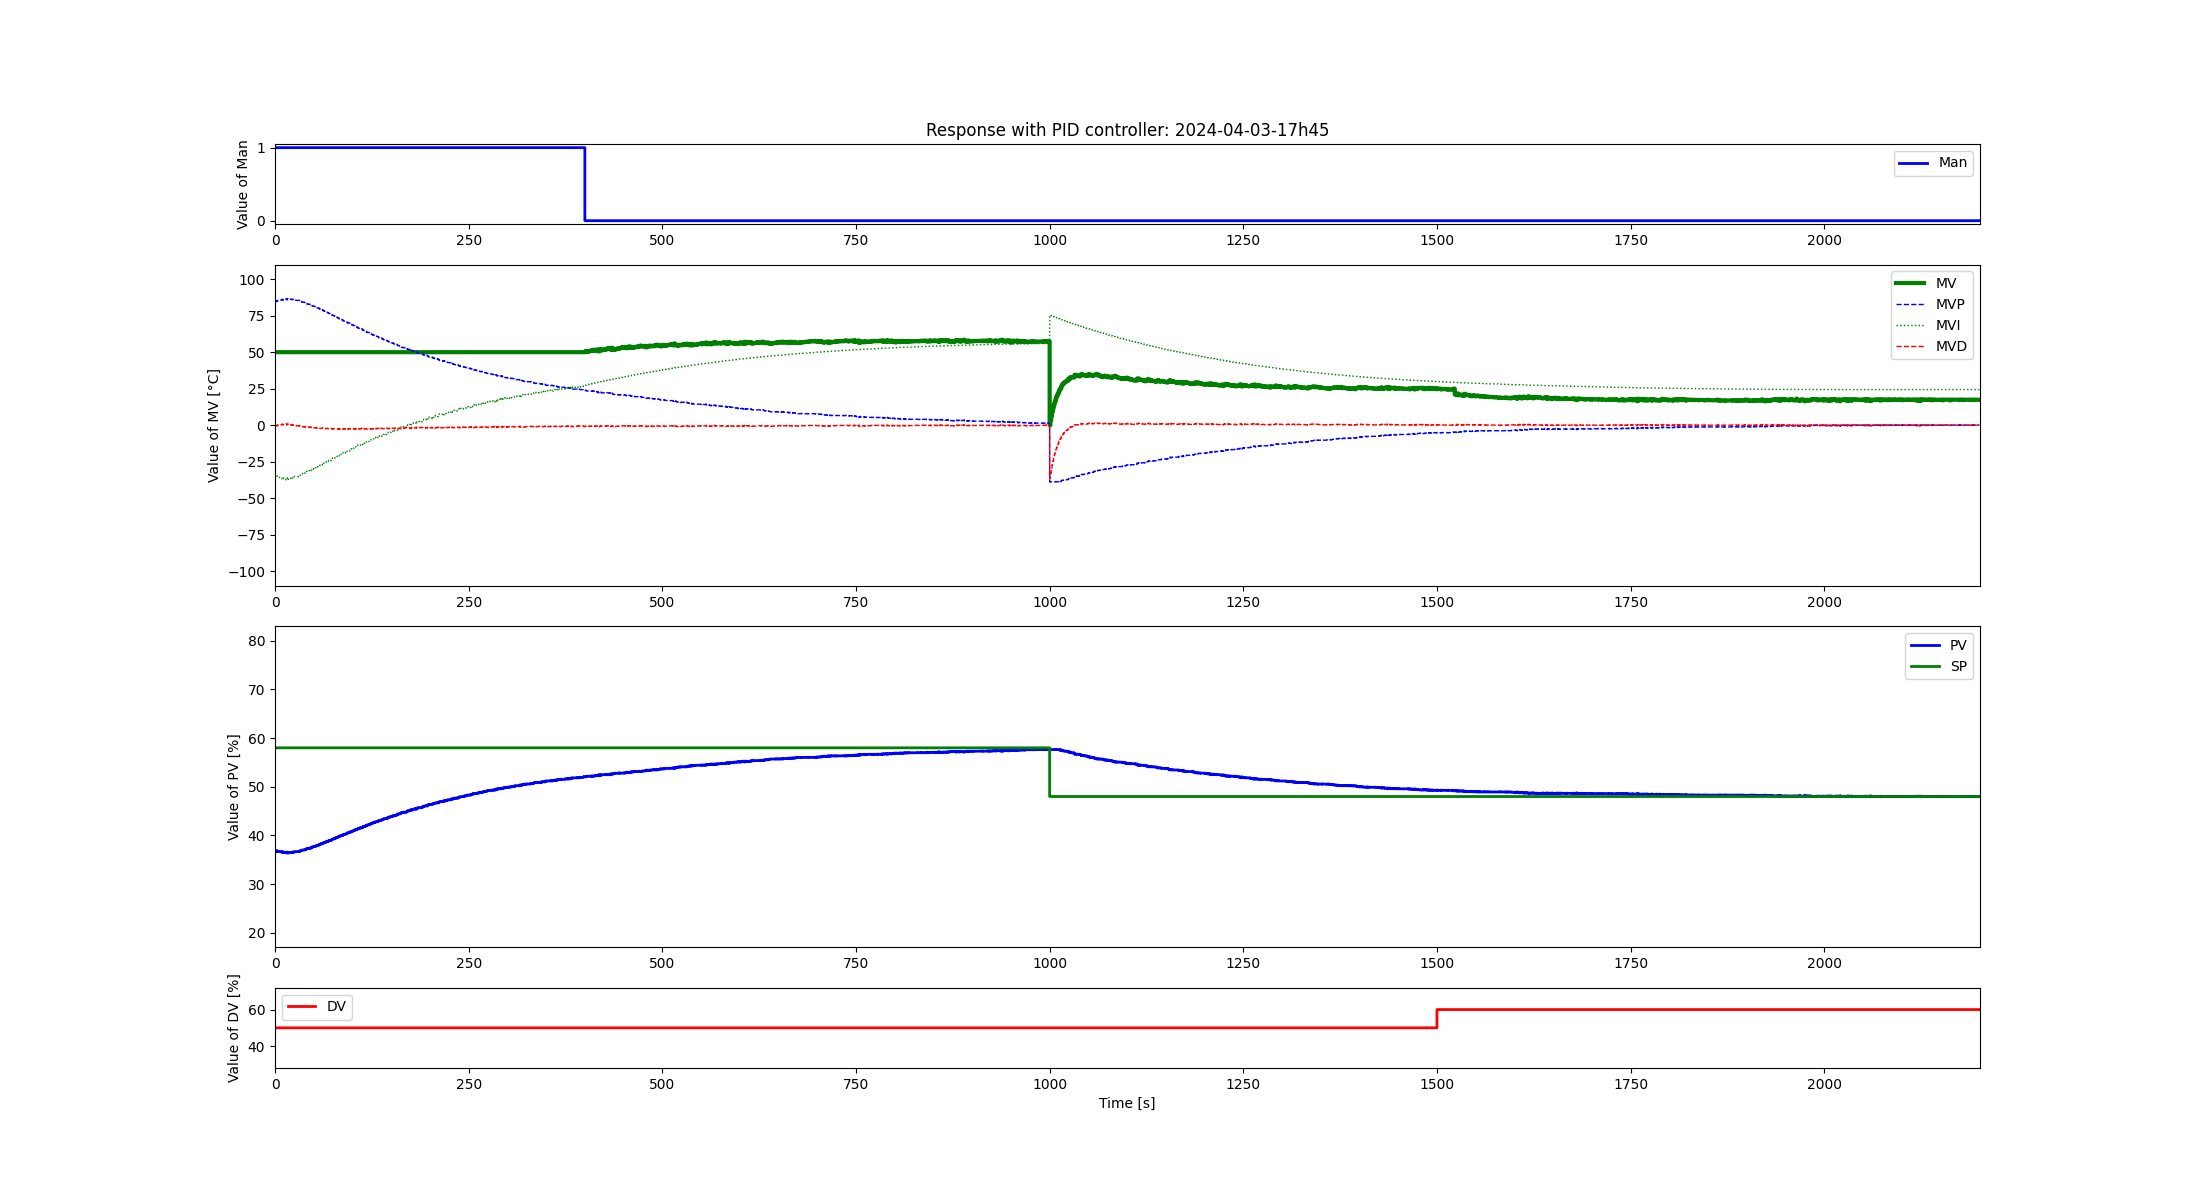 Response with PID controller: 2024-04-03-17h45
Value of Man
1
0
Man
0 250 500 750 1000 1250 1500 1750 2000
Value of MV [°C]
100
75
50
25
0
−25
−50
−75
−100
MV
MVP
MVI
MVD
0 250 500 750 1000 1250 1500 1750 2000
Value of PV [%]
80
70
60
50
40
30
20
PV
SP
0 250 500 750 1000 1250 1500 1750 2000
Value of DV [%]
60
40
DV
0 250 500 750 1000 1250 1500 1750 2000
Time [s]